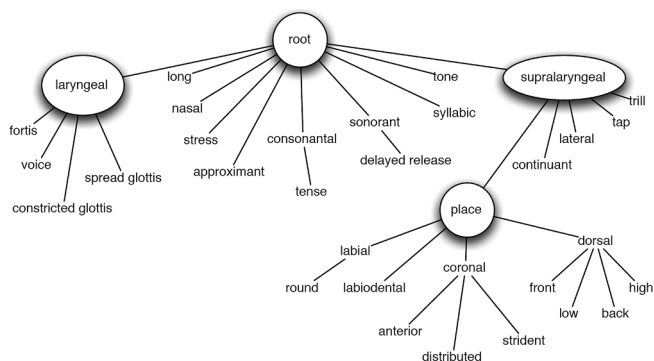 root
laryngeal
long
tone
supralaryngeal
nasal
syllabic
trill
fortis
stress
consonantal
sonorant
lateral
tap
voice
approximant
delayed release
continuant
spread glottis
tense
constricted glottis
place
labial
coronal
dorsal
round
labiodental
front
high
low
back
anterior
strident
distributed